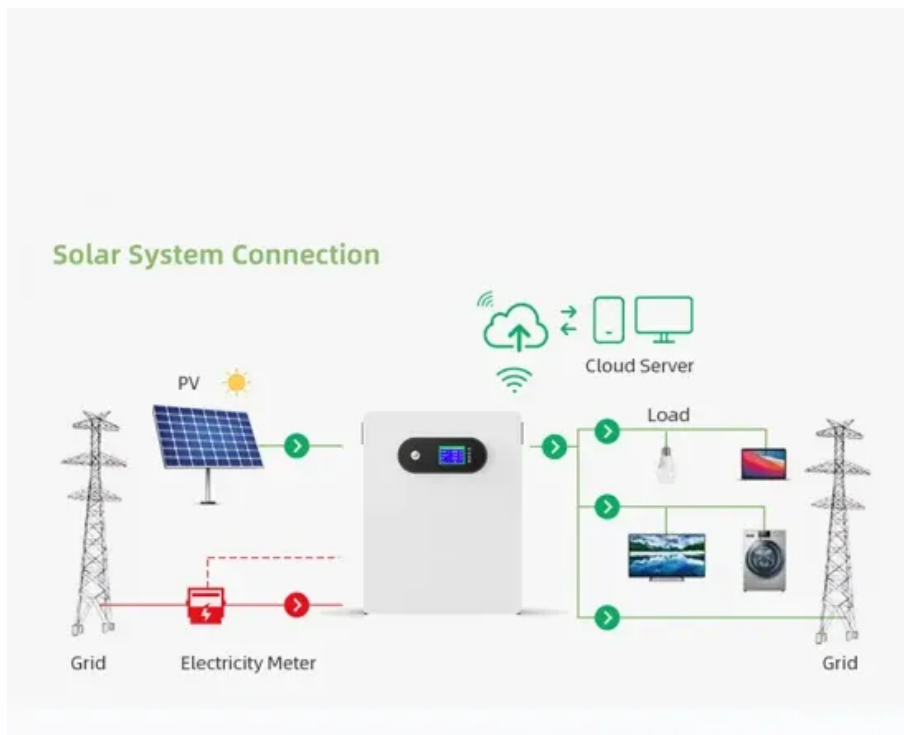 Solar System Connection
Cloud Server
PV
Load
Grid
Electricity Meter
Grid